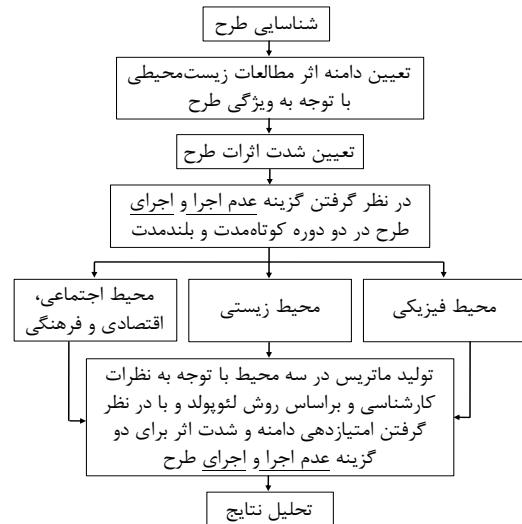 شناسایی طرح
تعیین دامنه اثر مطالعات زیست‌محیطی
با توجه به ویژگی طرح
تعیین شدت اثرات طرح
در نظر گرفتن گزینه عدم اجرا و اجرای
طرح در دو دوره کوتاه‌مدت و بلندمدت
محیط فیزیکی
محیط زیستی
محیط اجتماعی،
اقتصادی و فرهنگی
تولید ماتریس در سه محیط با توجه به نظرات
کارشناسی و براساس روش لئوپولد و با در نظر
گرفتن امتیازدهی دامنه و شدت اثر برای دو
گزینه عدم اجرا و اجرای طرح
تحلیل نتایج